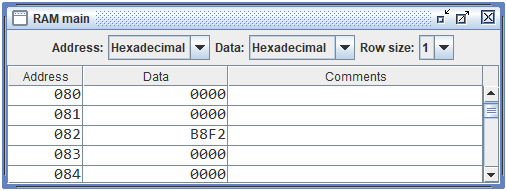 RAM main
Address: Hexadecimal Data: Hexadecimal Row size: 1
Address Data Comments
080 0000
081 0000
082 B8F2
083 0000
084 0000